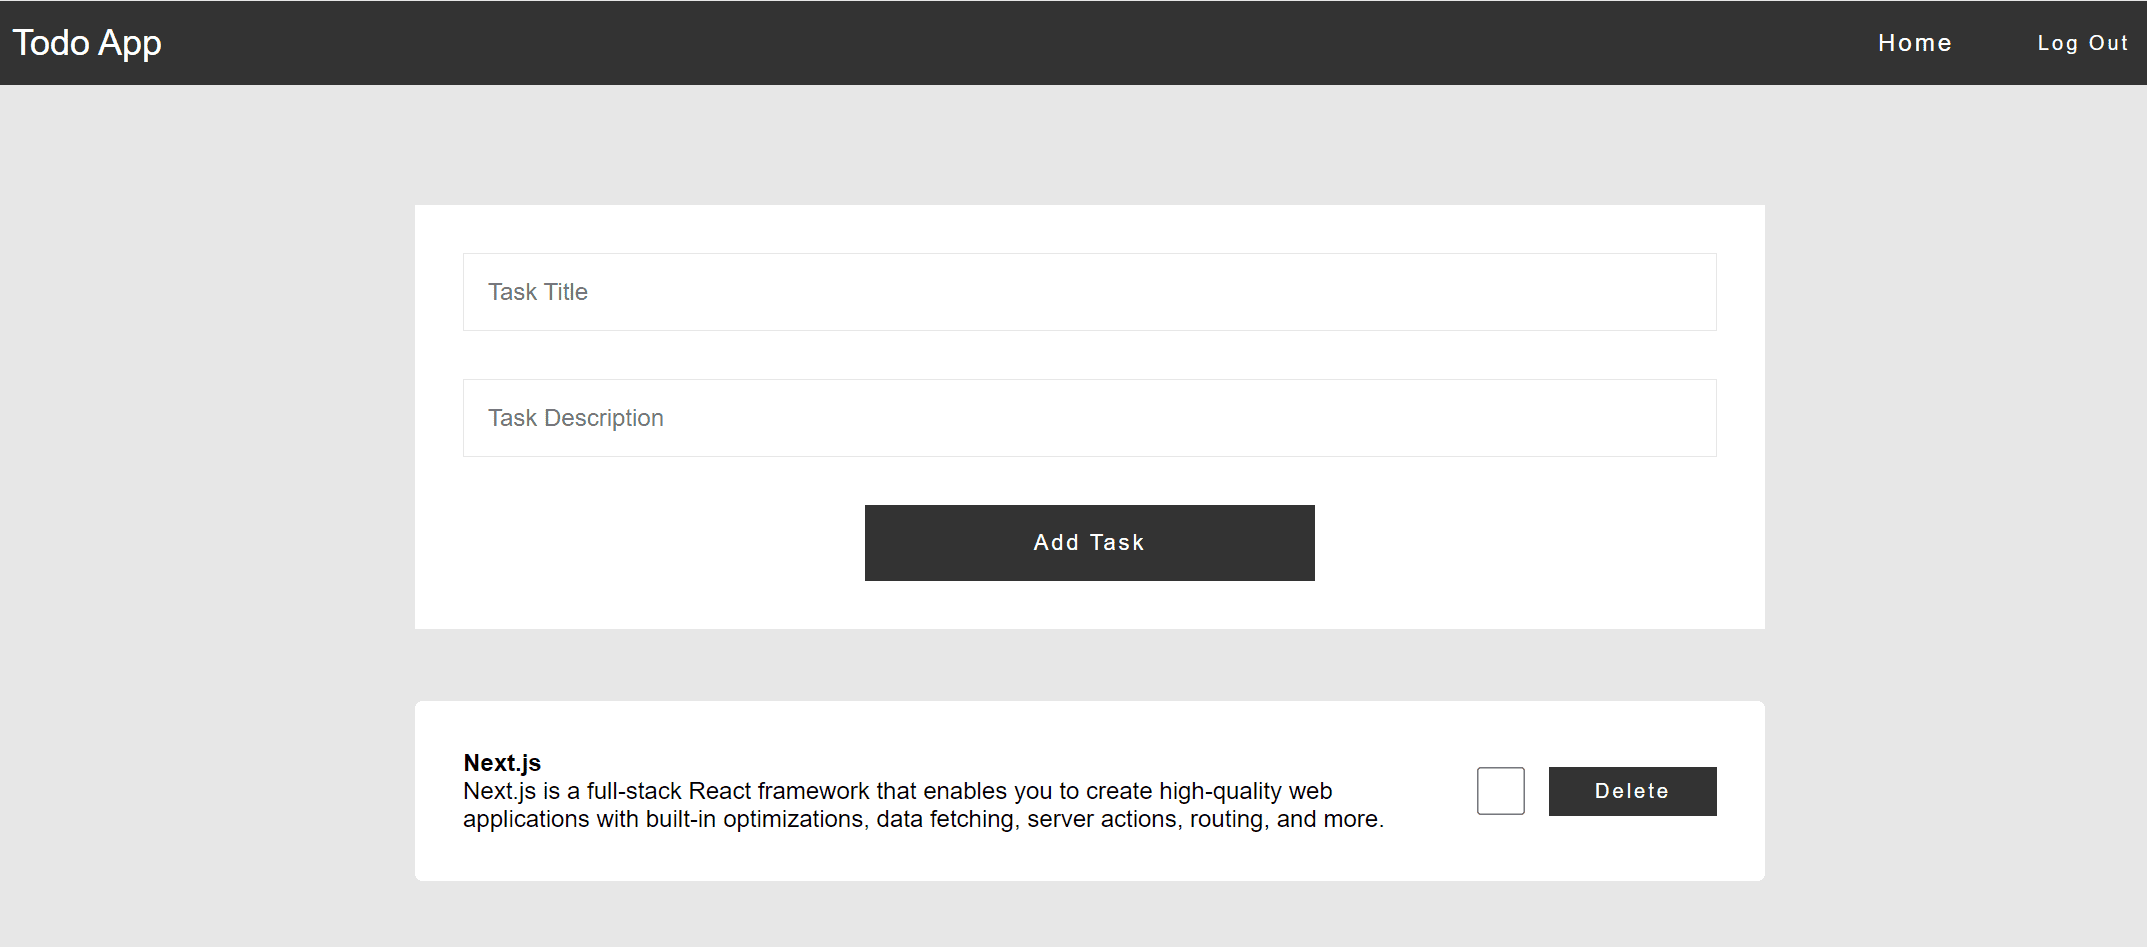 Todo App
Home
Log Out
Task Title
Task Description
Add Task
Next.js
Next.js is a full-stack React framework that enables you to create high-quality web
applications with built-in optimizations, data fetching, server actions, routing, and more.
Delete